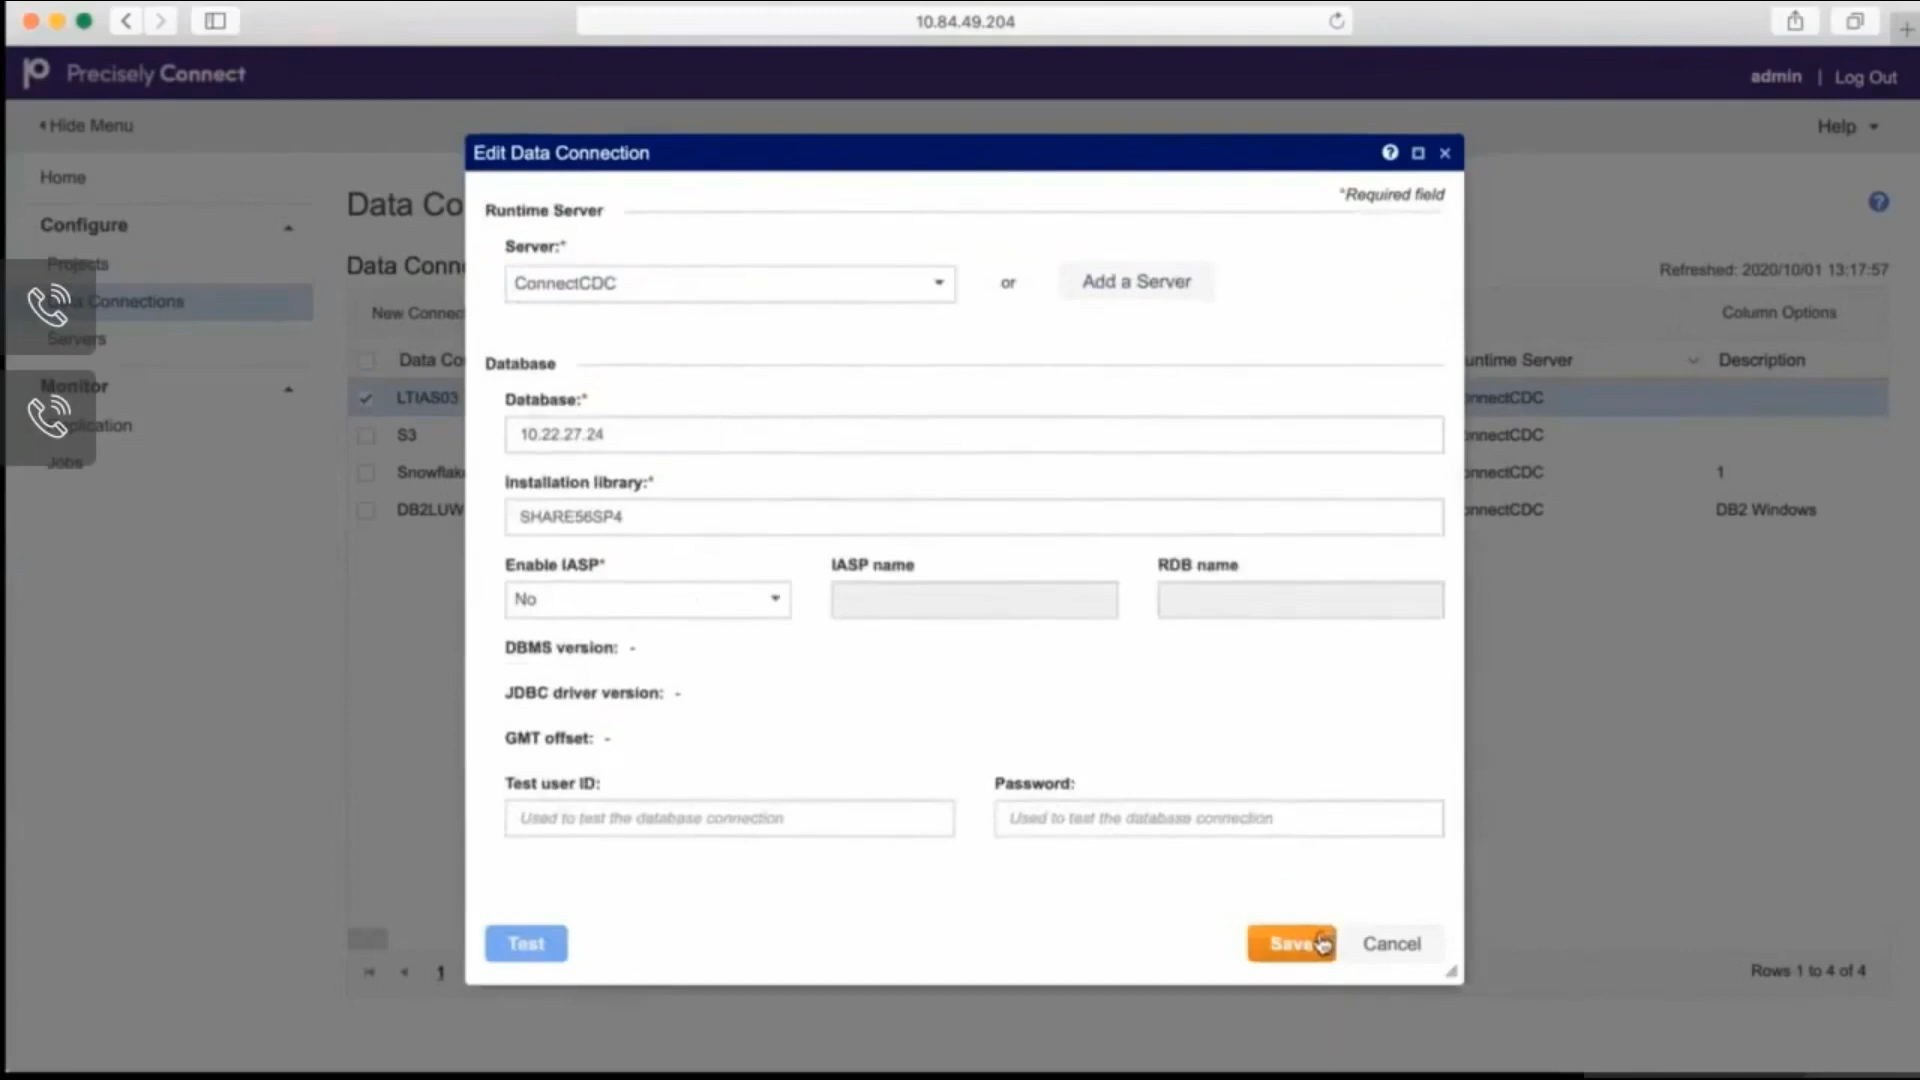 10.84.49.204
Precisely Connect
admin | Log Out
Hide Menu
Help
Home
Configure
Projects
Data Connections
Servers
Monitor
Jobs
Data Co
Data Conn
Refreshed: 2020/10/01 13:17:57
New Connec
Column Options
Data Co
untime Server
Description
LTIAS03
nnectCDC
S3
nnectCDC
Snowflake
nnectCDC
1
DB2LUW
nnectCDC
DB2 Windows
1
Rows 1 to 4 of 4
Edit Data Connection
*Required field
Runtime Server
Server:*
ConnectCDC
or
Add a Server
Database
Database:*
10.22.27.24
Installation library:*
SHARE56SP4
Enable IASP*
IASP name
RDB name
No
DBMS version: -
JDBC driver version: -
GMT offset: -
Test user ID:
Password:
Used to test the database connection
Used to test the database connection
Test
Save
Cancel